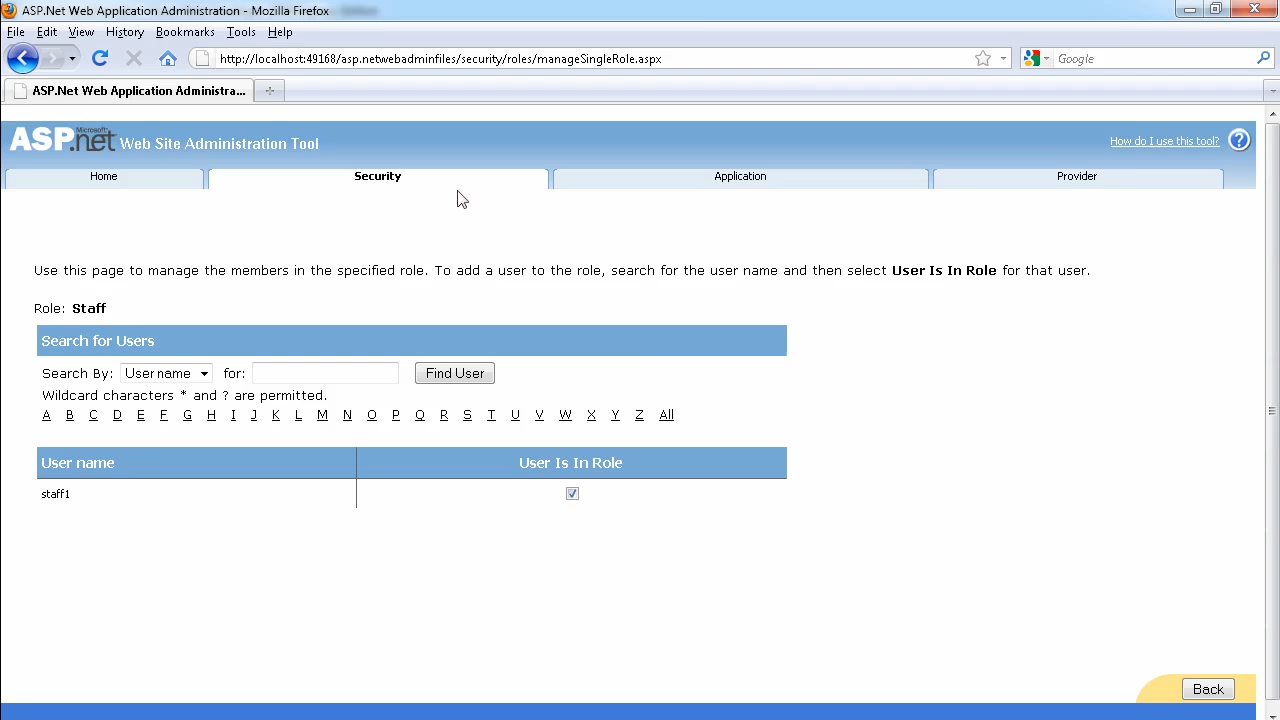 ASP.Net Web Application Administration - Mozilla Firefox
File Edit View History Bookmarks Tools Help
http://localhost:49169/asp.netwebadminfiles/security/roles/manageSingleRole.aspx
Google
ASP.Net Web Application Administra...
Microsoft
ASP.net Web Site Administration Tool
How do I use this tool? ?
Home Security Application Provider
Use this page to manage the members in the specified role. To add a user to the role, search for the user name and then select User Is In Role for that user.
Role: Staff
Search for Users
Search By: User name for: Find User
Wildcard characters * and ? are permitted.
A B C D E F G H I J K L M N O P Q R S T U V W X Y Z All
User name User Is In Role
staff1
Back